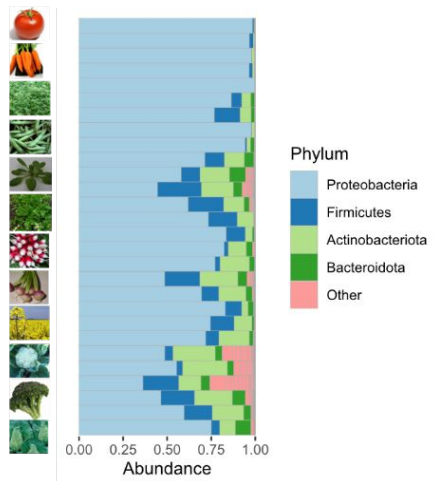 Phylum
Proteobacteria
Firmicutes
Actinobacteriota
Bacteroidota
Other
0.00 0.25 0.50 0.75 1.00
Abundance